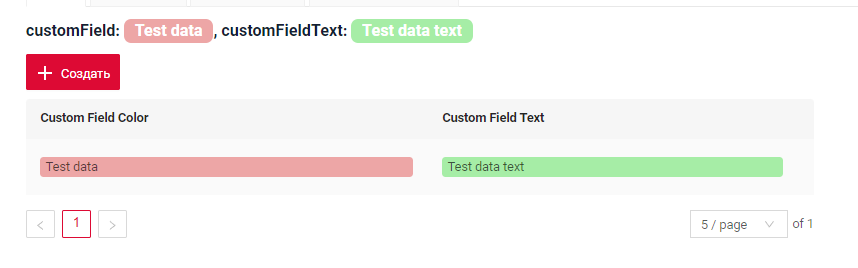 customField: Test data, customFieldText: Test data text
Создать
Custom Field Color Custom Field Text
Test data Test data text
1 5 / page of 1